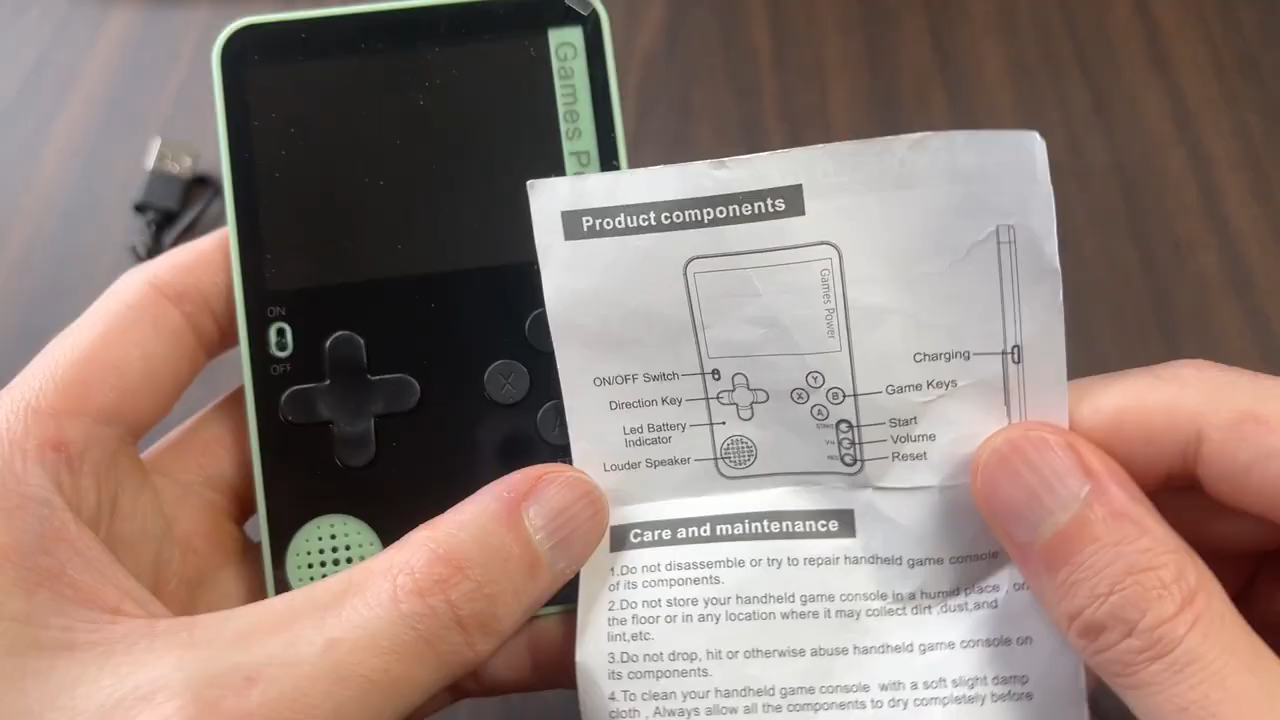 Games Po
ON
OFF
X
Product components
Games Power
ON/OFF Switch
Direction Key
Led Battery
Indicator
Louder Speaker
Y
X
B
A
START
Charging
Game Keys
Start
Volume
Reset
Care and maintenance
1.Do not disassemble or try to repair handheld game console
of its components.
2.Do not store your handheld game console in a humid place , on
the floor or in any location where it may collect dirt ,dust,and
lint,etc.
3.Do not drop, hit or otherwise abuse handheld game console on
its components.
4.To clean your handheld game console with a soft slight damp
cloth , Always allow all the components to dry completely before